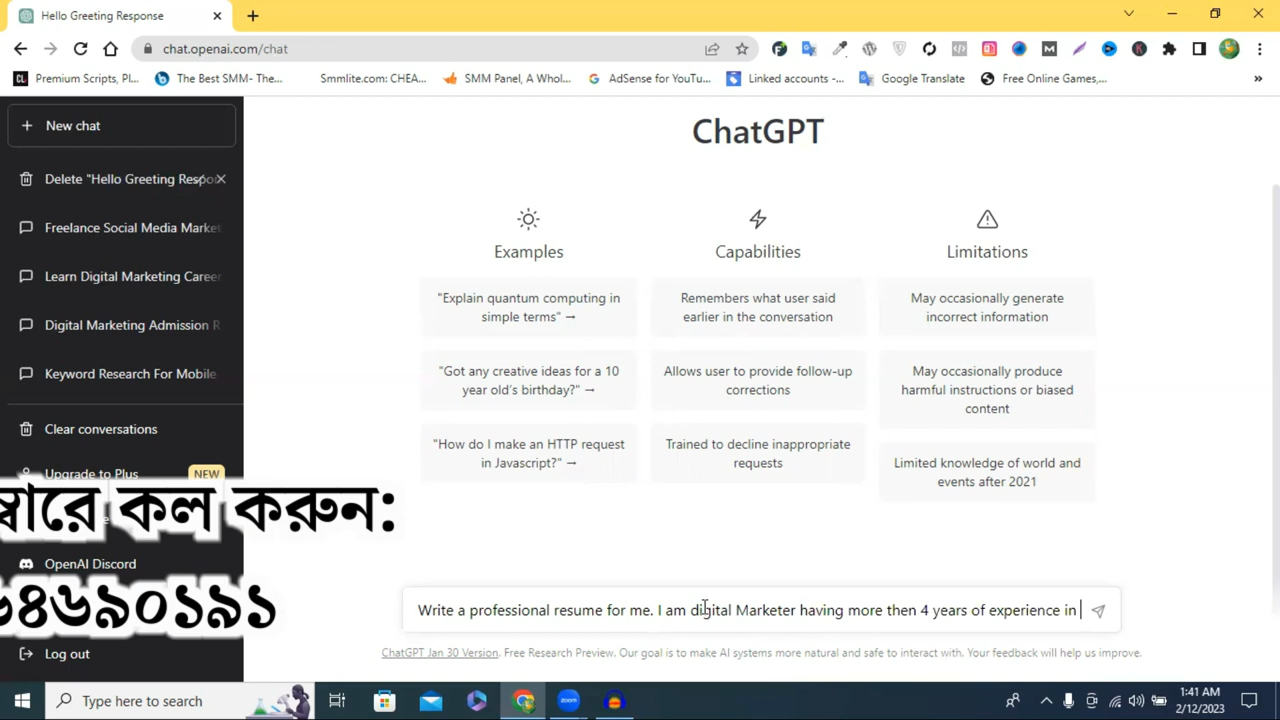 Hello Greeting Response
chat.openai.com/chat
Premium Scripts, Pl...
The Best SMM- The...
Smmlite.com: CHEA...
SMM Panel, A Whol...
AdSense for YouTu...
Linked accounts -...
Google Translate
Free Online Games,...
New chat
ChatGPT
Delete "Hello Greeting Respo
Freelance Social Media Market
Learn Digital Marketing Career
Digital Marketing Admission R
Keyword Research For Mobile
Examples
Capabilities
Limitations
"Explain quantum computing in
simple terms" →
Remembers what user said
earlier in the conversation
May occasionally generate
incorrect information
"Got any creative ideas for a 10
year old's birthday?" →
Allows user to provide follow-up
corrections
May occasionally produce
harmful instructions or biased
content
"How do I make an HTTP request
in Javascript?" →
Trained to decline inappropriate
requests
Limited knowledge of world and
events after 2021
Clear conversations
Upgrade to Plus
NEW
ম্বারে কল করুন:
OpenAI Discord
৬৪৬৯০১৯১
Log out
Write a professional resume for me. I am digital Marketer having more then 4 years of experience in
ChatGPT Jan 30 Version. Free Research Preview. Our goal is to make AI systems more natural and safe to interact with. Your feedback will help us improve.
Type here to search
zoom
1:41 AM
2/12/2023